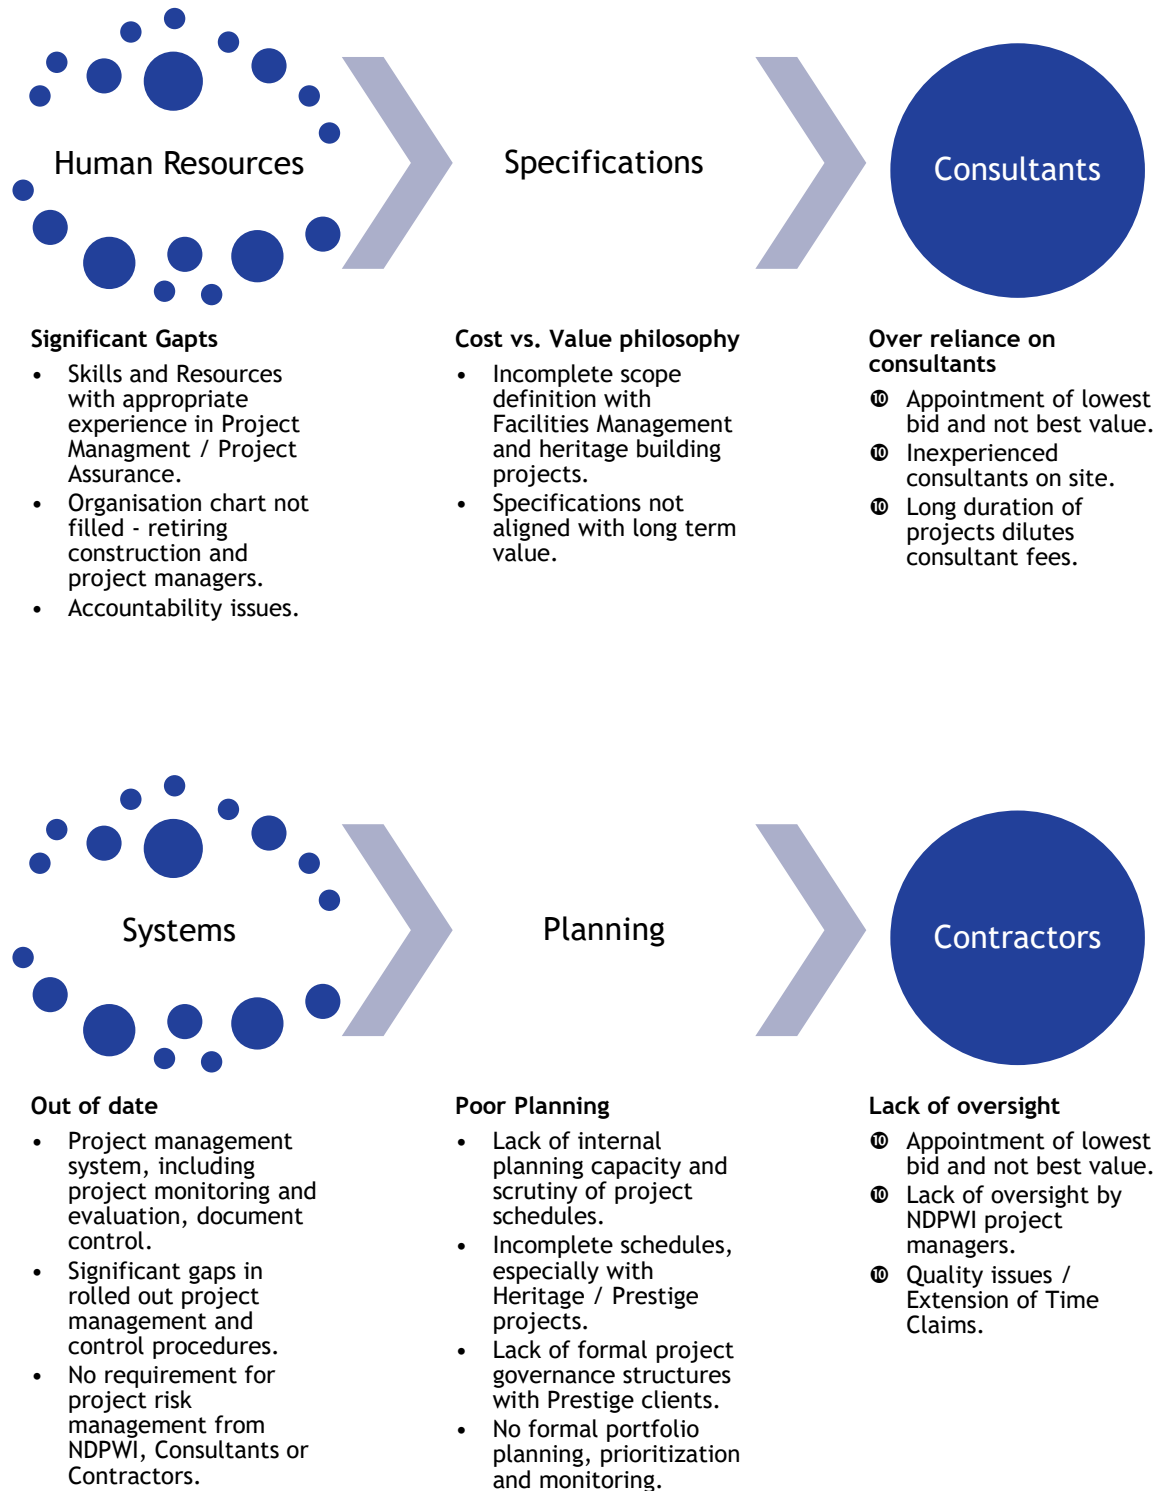 Human Resources
Specifications
Consultants
Significant Gapts
• Skills and Resources
with appropriate
experience in Project
Managment / Project
Assurance.
• Organisation chart not
filled - retiring
construction and
project managers.
• Accountability issues.
Cost vs. Value philosophy
• Incomplete scope
definition with
Facilities Management
and heritage building
projects.
• Specifications not
aligned with long term
value.
Over reliance on
consultants
❿ Appointment of lowest
bid and not best value.
❿ Inexperienced
consultants on site.
❿ Long duration of
projects dilutes
consultant fees.
Systems
Planning
Contractors
Out of date
• Project management
system, including
project monitoring and
evaluation, document
control.
• Significant gaps in
rolled out project
management and
control procedures.
• No requirement for
project risk
management from
NDPWI, Consultants or
Contractors.
Poor Planning
• Lack of internal
planning capacity and
scrutiny of project
schedules.
• Incomplete schedules,
especially with
Heritage / Prestige
projects.
• Lack of formal project
governance structures
with Prestige clients.
• No formal portfolio
planning, prioritization
and monitoring.
Lack of oversight
❿ Appointment of lowest
bid and not best value.
❿ Lack of oversight by
NDPWI project
managers.
❿ Quality issues /
Extension of Time
Claims.